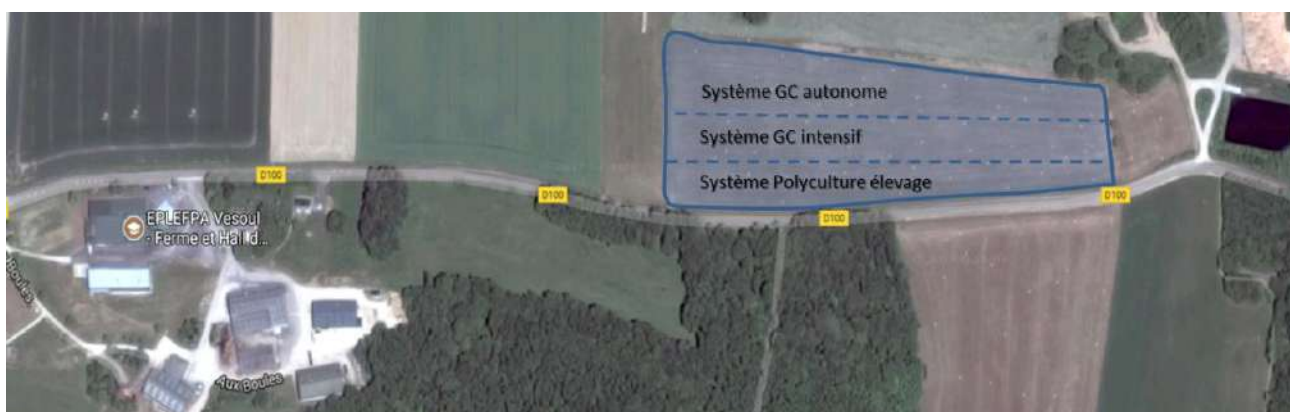 Système GC autonome
Système GC intensif
Système Polyculture élevage
D100
D100
D100
D100
EPLEFPA Vesoul
- Ferme et Hall d...
Boules
Aux Boules